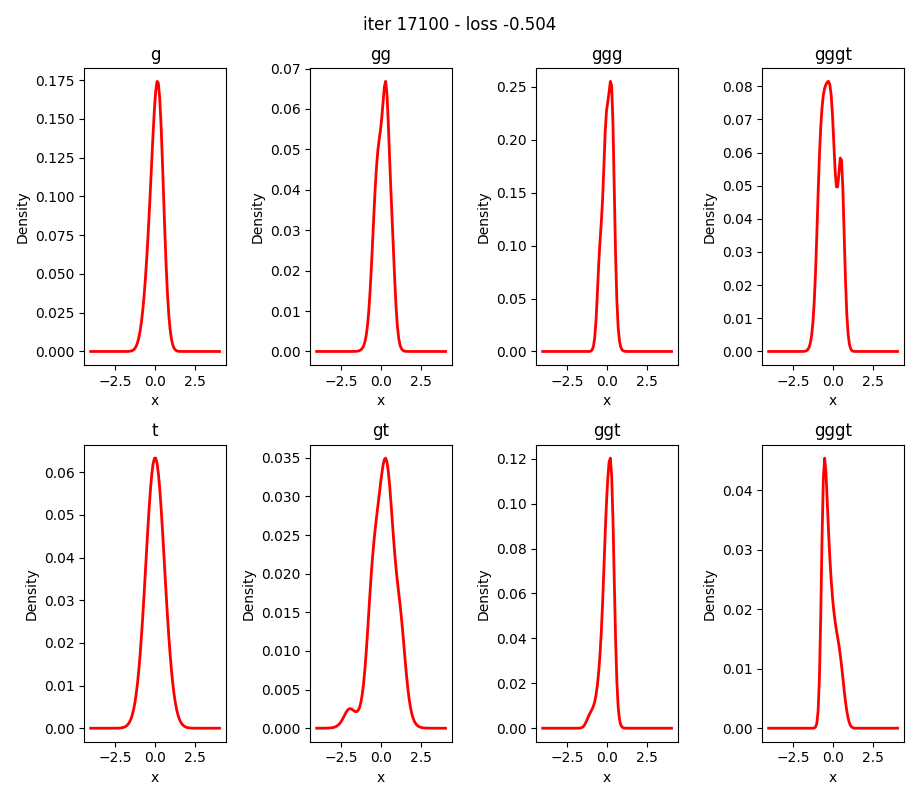 iter 17100 - loss -0.504
g
gg
ggg
gggt
0.175
0.150
0.125
0.100
0.075
0.050
0.025
0.000
Density
−2.5 0.0 2.5
x
0.07
0.06
0.05
0.04
0.03
0.02
0.01
0.00
Density
−2.5 0.0 2.5
x
0.25
0.20
0.15
0.10
0.05
0.00
Density
−2.5 0.0 2.5
x
0.08
0.07
0.06
0.05
0.04
0.03
0.02
0.01
0.00
Density
−2.5 0.0 2.5
x
t
gt
ggt
gggt
0.06
0.05
0.04
0.03
0.02
0.01
0.00
Density
−2.5 0.0 2.5
x
0.035
0.030
0.025
0.020
0.015
0.010
0.005
0.000
Density
−2.5 0.0 2.5
x
0.12
0.10
0.08
0.06
0.04
0.02
0.00
Density
−2.5 0.0 2.5
x
0.04
0.03
0.02
0.01
0.00
Density
−2.5 0.0 2.5
x